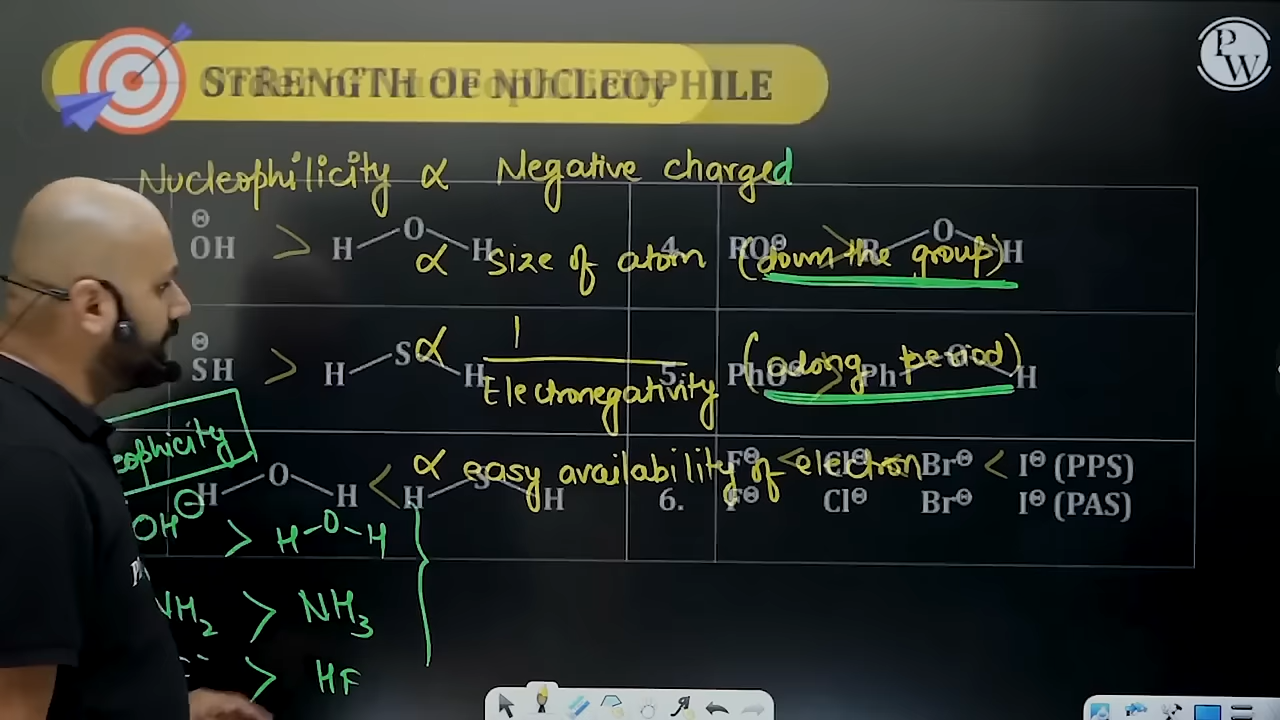 PW
STRENGTH OF NUCLEOPHILE
Nucleophilicity ∝ Negative charged
⊖
OH > H O H
4. RO⊖ > R O H
∝ size of atom (down the group)
⊖
SH > H S H
5. PhO⊖ > Ph O H
∝ 1 / Electronegativity (along period)
H O H < H S H
∝ easy availability of electron
6. F⊖ < Cl⊖ < Br⊖ < I⊖ (PPS)
F⊖ Cl⊖ Br⊖ I⊖ (PAS)
OH⊖ > H-O-H
NH2 > NH3
> HF